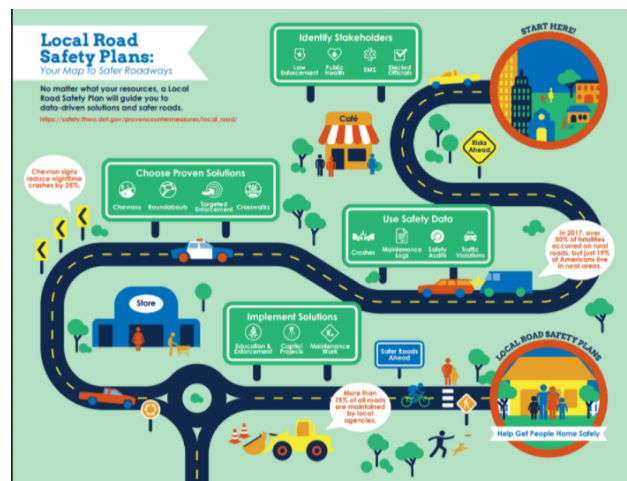 Local Road
Safety Plans:
Your Map To Safer Roadways
No matter what your resources, a Local
Road Safety Plan will guide you to
data-driven solutions and safer roads.
https://safety.fhwa.dot.gov/provencountermeasures/local_road/
Identify Stakeholders
Law
Enforcement
Public
Health
EMS
Elected
Officials
START HERE!
Café
Risks
Ahead
Chevron signs
reduce nighttime
crashes by 25%.
Choose Proven Solutions
Chevrons
Roundabouts
Targeted
Enforcement
Crosswalks
Use Safety Data
Crashes
Maintenance
Logs
Safety
Audits
Traffic
Violations
In 2017, over
50% of fatalities
occurred on rural
roads, but just 19%
of Americans live
in rural areas.
Store
Implement Solutions
Education &
Enforcement
Capital
Projects
Maintenance
Work
Safer Roads
Ahead
LOCAL ROAD SAFETY PLANS
More than
75% of all roads
are maintained
by local
agencies.
Help Get People Home Safely